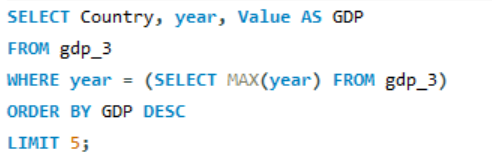 SELECT Country, year, Value AS GDP
FROM gdp_3
WHERE year = (SELECT MAX(year) FROM gdp_3)
ORDER BY GDP DESC
LIMIT 5;